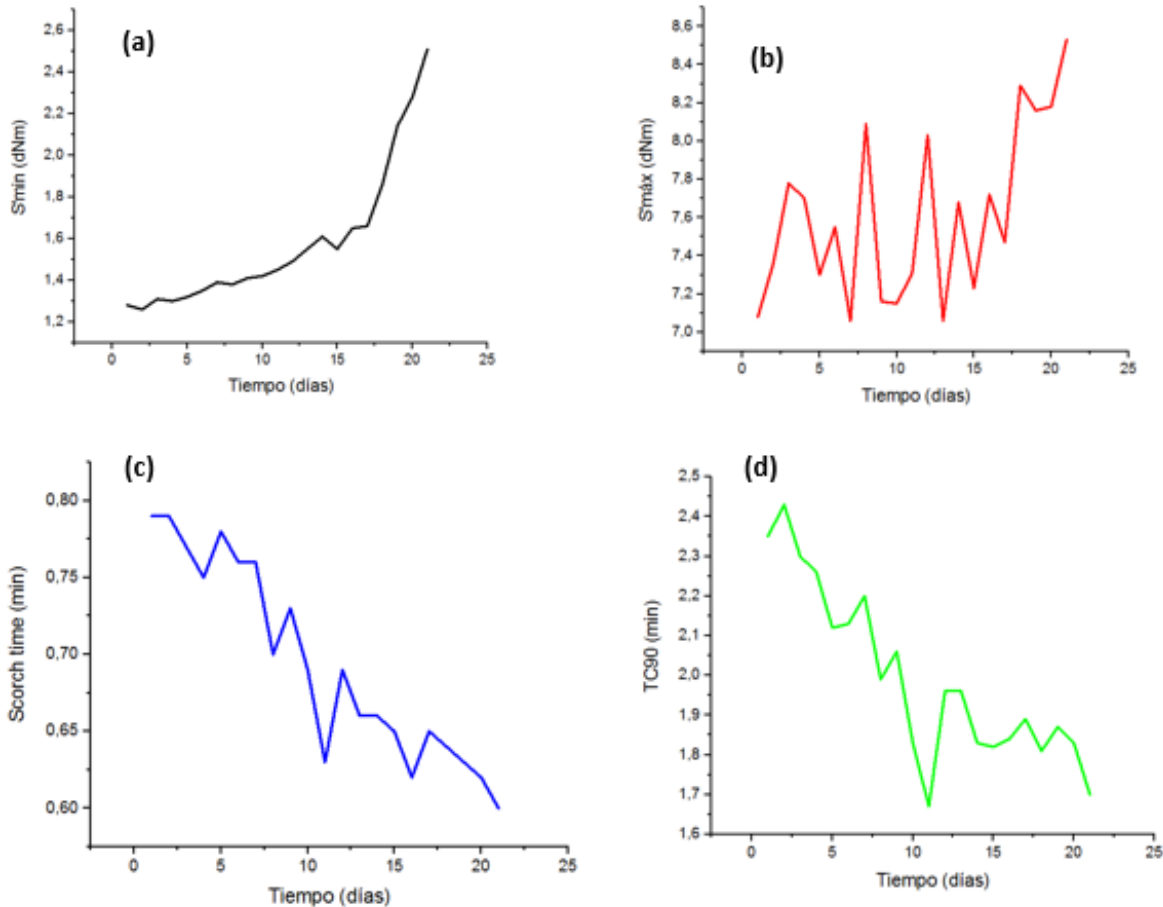 (a)
S'min (dNm)
2,6
2,4
2,2
2,0
1,8
1,6
1,4
1,2
0 5 10 15 20 25
Tiempo (días)
(b)
S'máx (dNm)
8,6
8,4
8,2
8,0
7,8
7,6
7,4
7,2
7,0
0 5 10 15 20 25
Tiempo (días)
(c)
Scorch time (min)
0,80
0,75
0,70
0,65
0,60
0 5 10 15 20 25
Tiempo (días)
(d)
TC90 (min)
2,5
2,4
2,3
2,2
2,1
2,0
1,9
1,8
1,7
1,6
0 5 10 15 20 25
Tiempo (días)